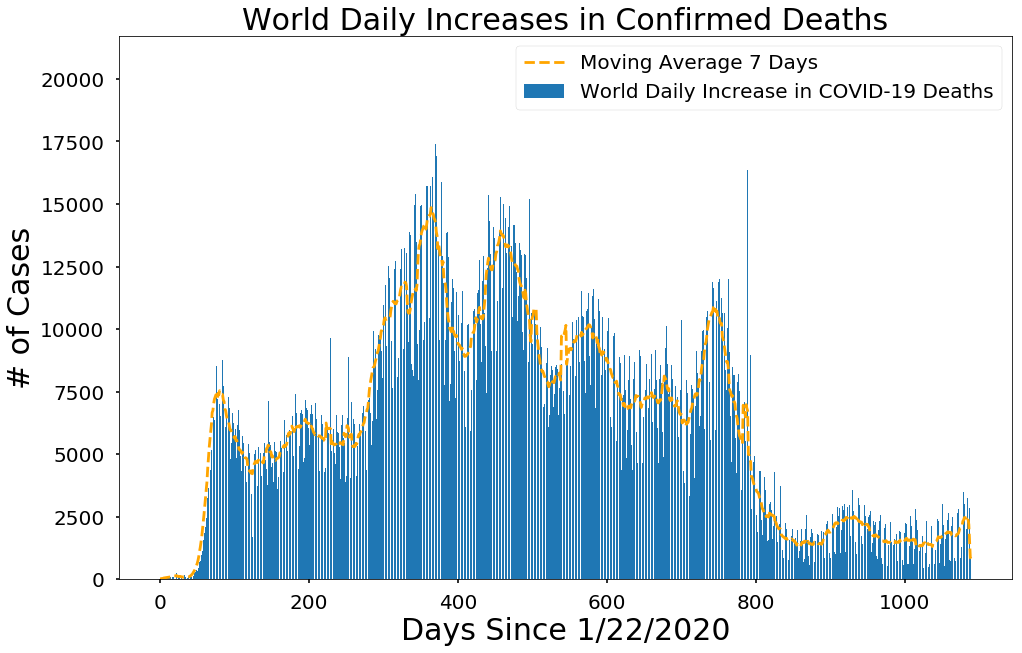 World Daily Increases in Confirmed Deaths
Moving Average 7 Days
World Daily Increase in COVID-19 Deaths
20000
17500
15000
12500
10000
7500
5000
2500
0
# of Cases
0 200 400 600 800 1000
Days Since 1/22/2020